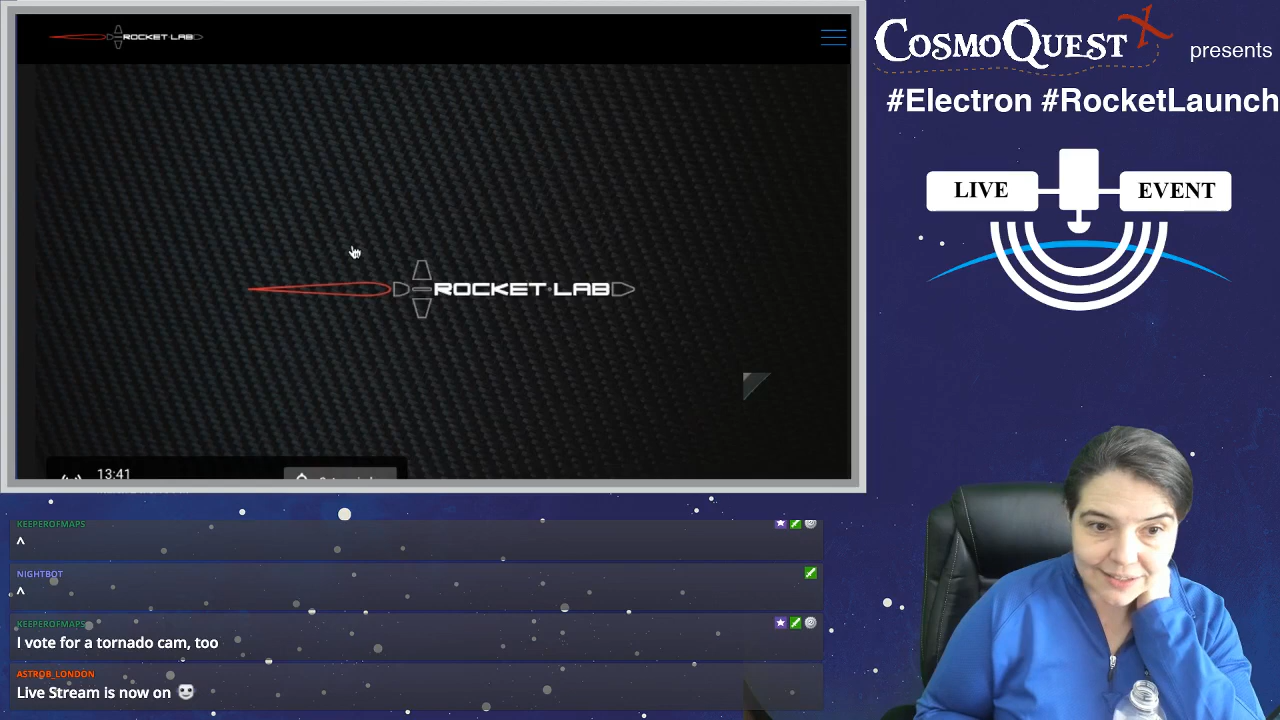 ROCKET LAB
COSMOQUEST X presents
#Electron #RocketLaunch
LIVE EVENT
ROCKET LAB
13:41
KEEPEROFMAPS
^
NIGHTBOT
^
KEEPEROFMAPS
I vote for a tornado cam, too
ASTROB_LONDON
Live Stream is now on